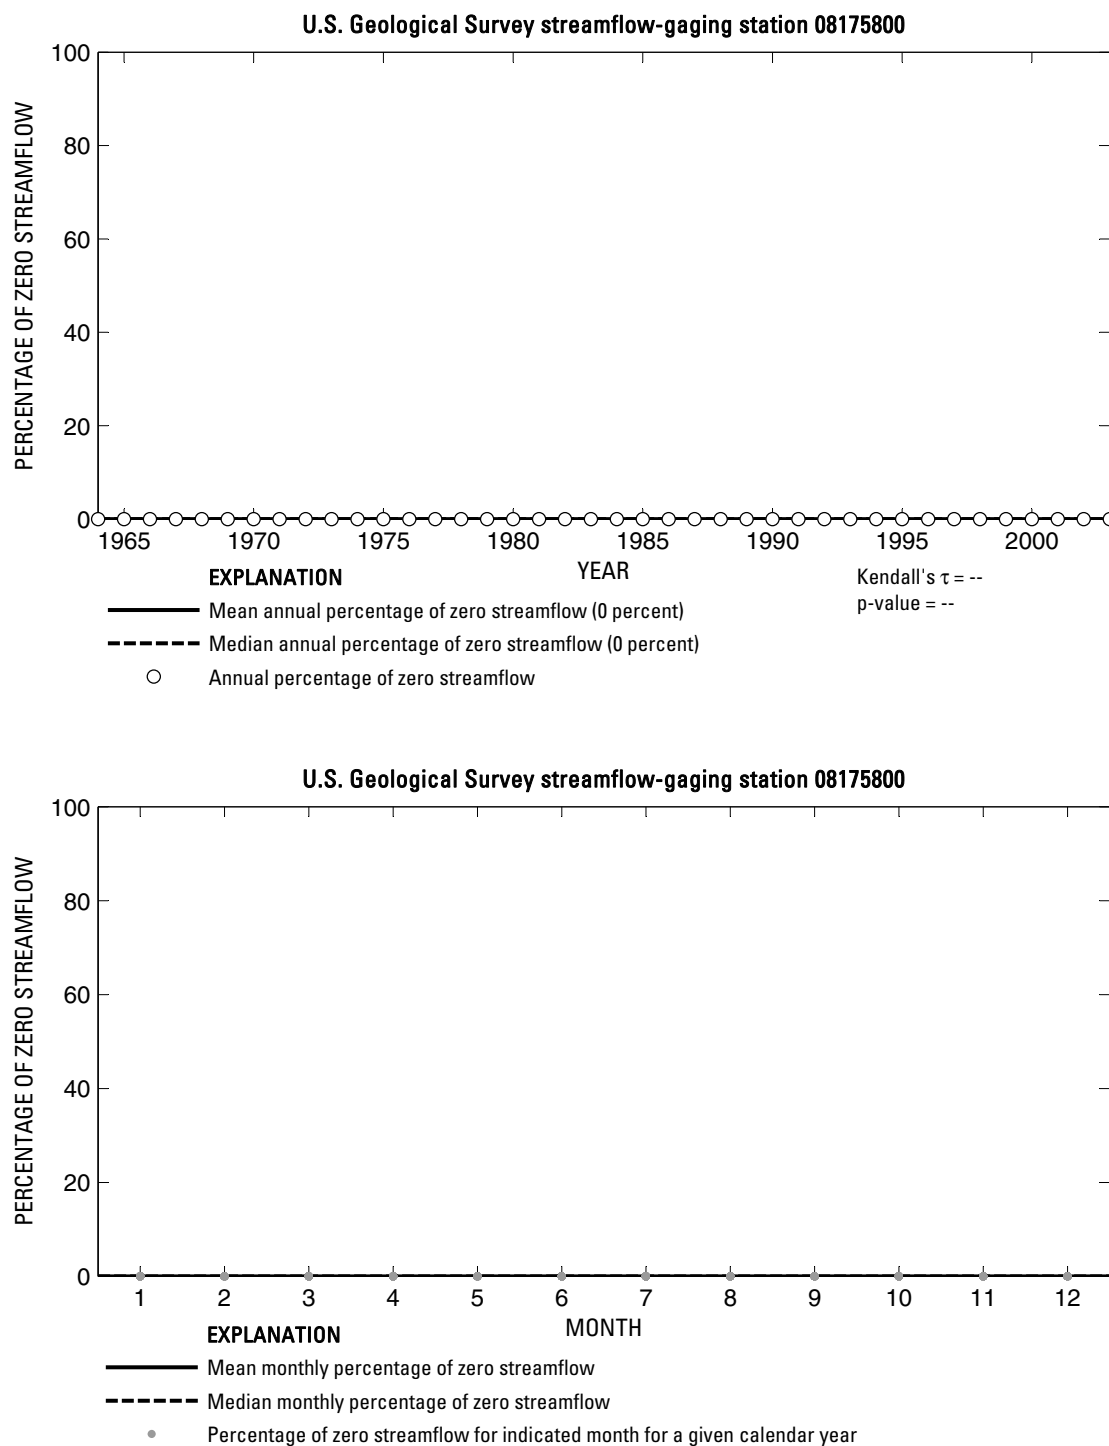 U.S. Geological Survey streamflow-gaging station 08175800
PERCENTAGE OF ZERO STREAMFLOW
100
80
60
40
20
0
1965 1970 1975 1980 1985 1990 1995 2000
YEAR
EXPLANATION
Mean annual percentage of zero streamflow (0 percent)
Median annual percentage of zero streamflow (0 percent)
Annual percentage of zero streamflow
Kendall's τ = --
p-value = --
U.S. Geological Survey streamflow-gaging station 08175800
PERCENTAGE OF ZERO STREAMFLOW
100
80
60
40
20
0
1 2 3 4 5 6 7 8 9 10 11 12
MONTH
EXPLANATION
Mean monthly percentage of zero streamflow
Median monthly percentage of zero streamflow
Percentage of zero streamflow for indicated month for a given calendar year